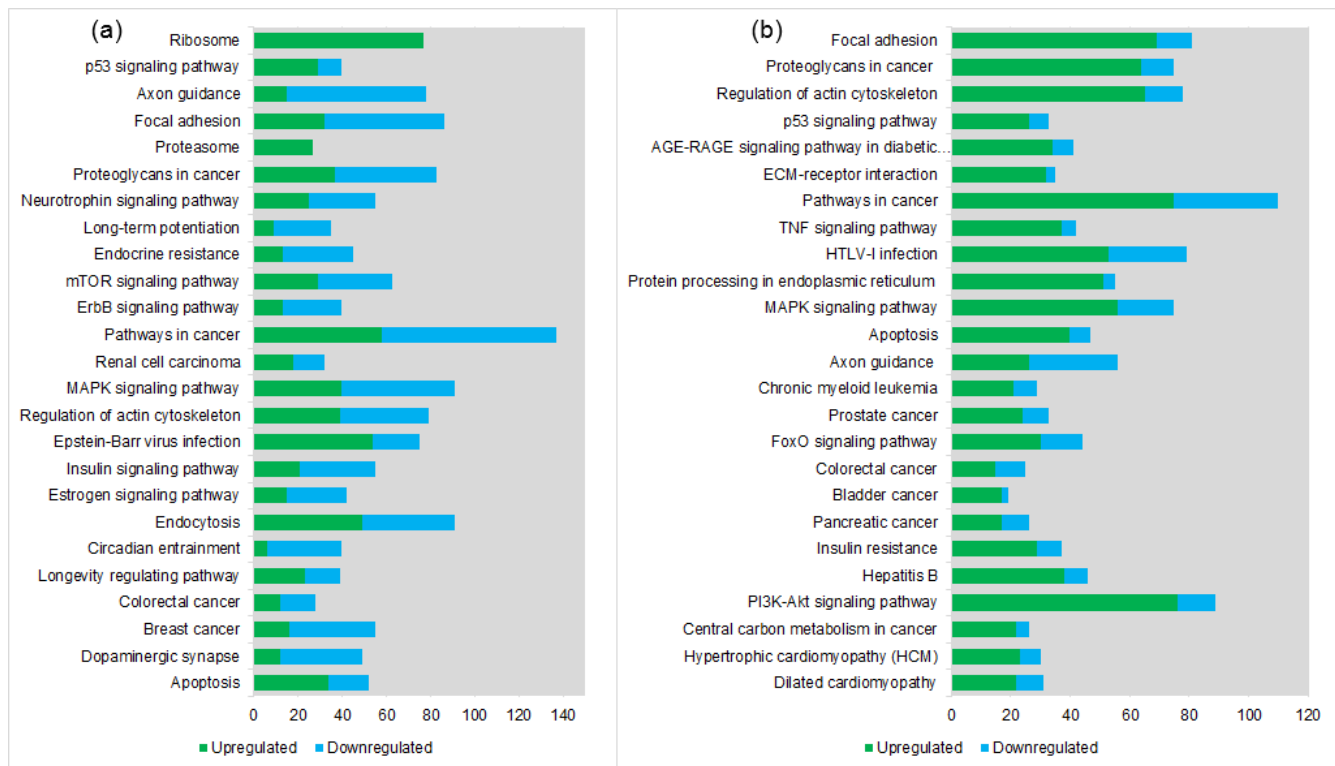 (a)
Ribosome
p53 signaling pathway
Axon guidance
Focal adhesion
Proteasome
Proteoglycans in cancer
Neurotrophin signaling pathway
Long-term potentiation
Endocrine resistance
mTOR signaling pathway
ErbB signaling pathway
Pathways in cancer
Renal cell carcinoma
MAPK signaling pathway
Regulation of actin cytoskeleton
Epstein-Barr virus infection
Insulin signaling pathway
Estrogen signaling pathway
Endocytosis
Circadian entrainment
Longevity regulating pathway
Colorectal cancer
Breast cancer
Dopaminergic synapse
Apoptosis
0 20 40 60 80 100 120 140
Upregulated Downregulated
(b)
Focal adhesion
Proteoglycans in cancer
Regulation of actin cytoskeleton
p53 signaling pathway
AGE-RAGE signaling pathway in diabetic...
ECM-receptor interaction
Pathways in cancer
TNF signaling pathway
HTLV-I infection
Protein processing in endoplasmic reticulum
MAPK signaling pathway
Apoptosis
Axon guidance
Chronic myeloid leukemia
Prostate cancer
FoxO signaling pathway
Colorectal cancer
Bladder cancer
Pancreatic cancer
Insulin resistance
Hepatitis B
PI3K-Akt signaling pathway
Central carbon metabolism in cancer
Hypertrophic cardiomyopathy (HCM)
Dilated cardiomyopathy
0 20 40 60 80 100 120
Upregulated Downregulated